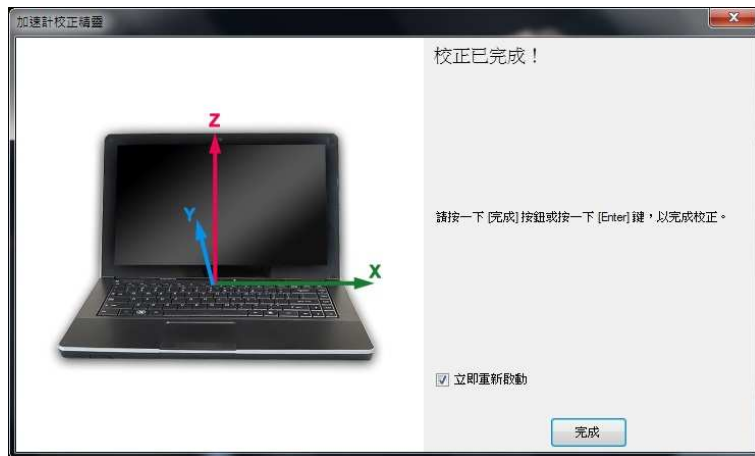 加速計校正精靈
校正已完成！
Z
Y
X
請按一下 [完成] 按鈕或按一下 [Enter] 鍵，以完成校正。
立即重新啟動
完成